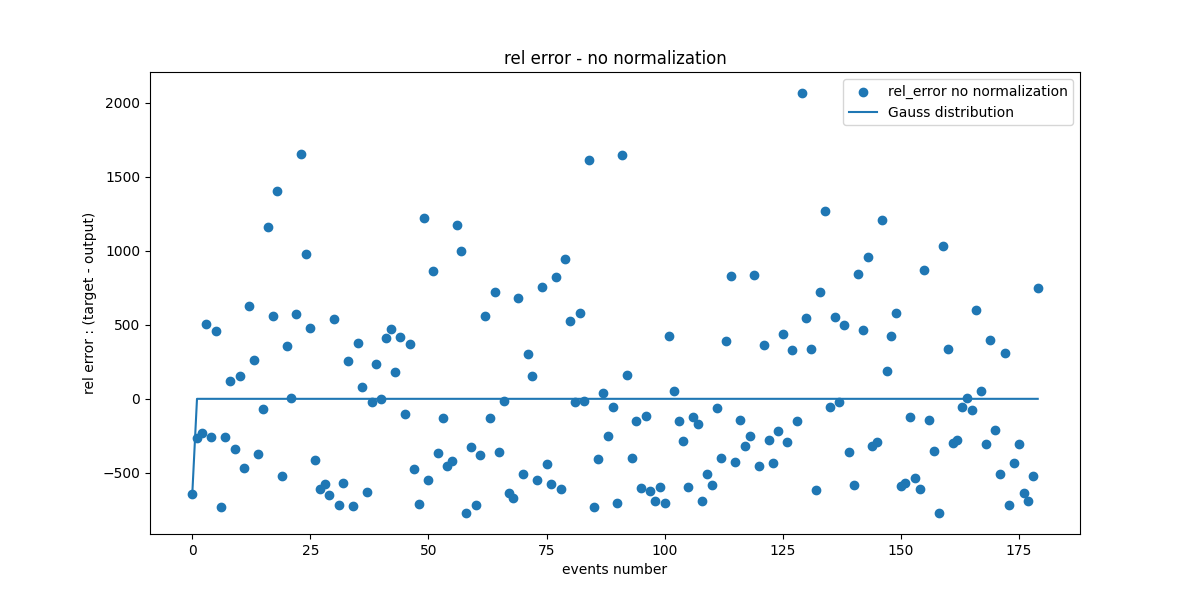 rel error - no normalization
rel_error no normalization
Gauss distribution
rel error : (target - output)
2000
1500
1000
500
0
−500
0 25 50 75 100 125 150 175
events number